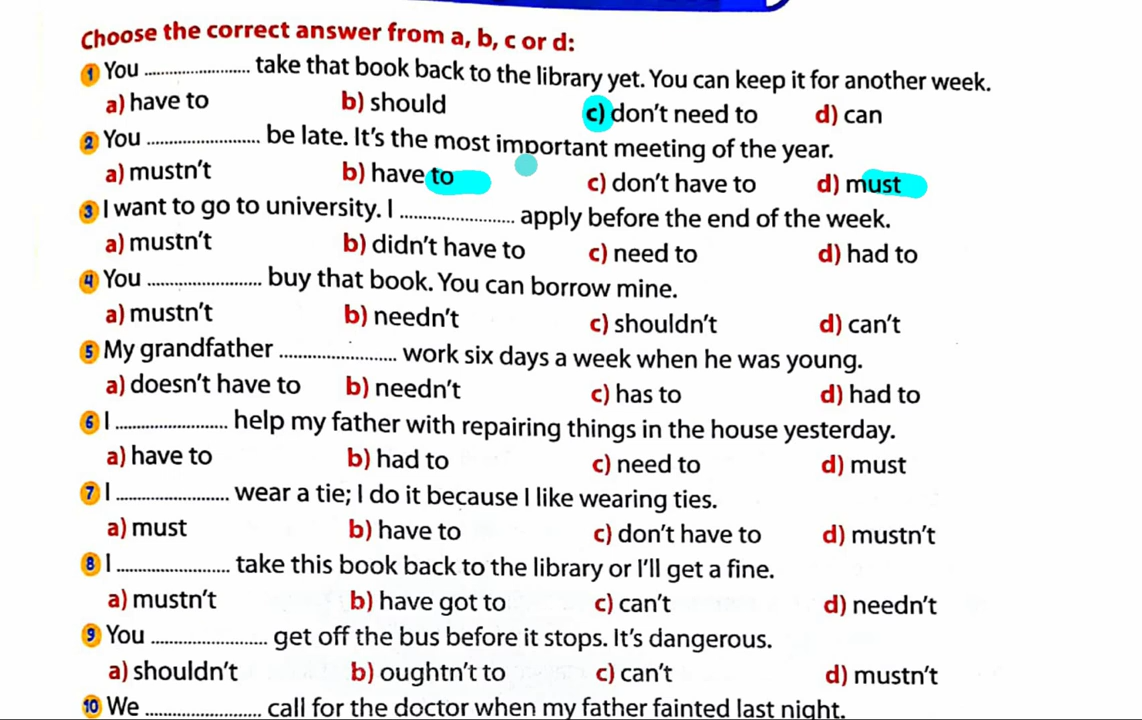 Choose the correct answer from a, b, c or d:
1 You ........................ take that book back to the library yet. You can keep it for another week.
a) have to b) should c) don't need to d) can
2 You ........................ be late. It's the most important meeting of the year.
a) mustn't b) have to c) don't have to d) must
3 I want to go to university. I ........................ apply before the end of the week.
a) mustn't b) didn't have to c) need to d) had to
4 You ........................ buy that book. You can borrow mine.
a) mustn't b) needn't c) shouldn't d) can't
5 My grandfather ........................ work six days a week when he was young.
a) doesn't have to b) needn't c) has to d) had to
6 I ........................ help my father with repairing things in the house yesterday.
a) have to b) had to c) need to d) must
7 I ........................ wear a tie; I do it because I like wearing ties.
a) must b) have to c) don't have to d) mustn't
8 I ........................ take this book back to the library or I'll get a fine.
a) mustn't b) have got to c) can't d) needn't
9 You ........................ get off the bus before it stops. It's dangerous.
a) shouldn't b) oughtn't to c) can't d) mustn't
10 We ........................ call for the doctor when my father fainted last night.